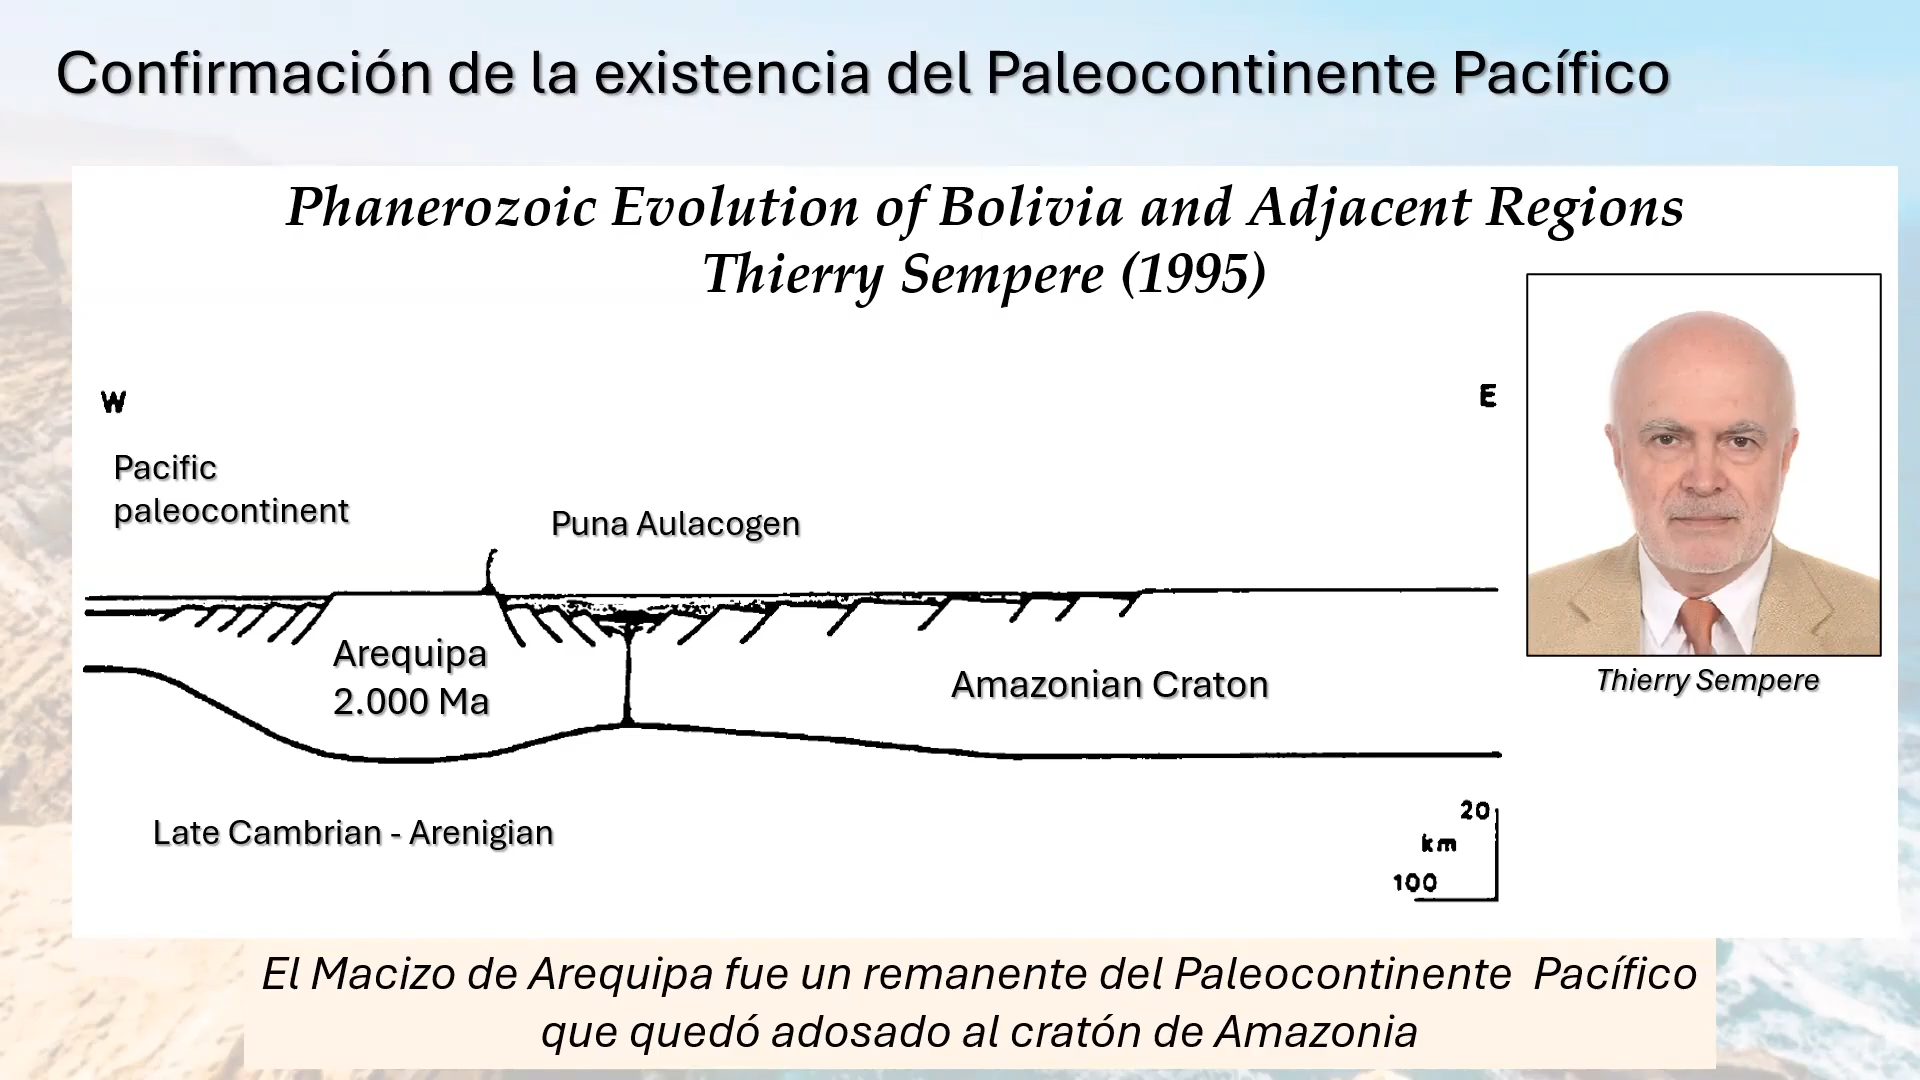 Confirmación de la existencia del Paleocontinente Pacífico
Phanerozoic Evolution of Bolivia and Adjacent Regions
Thierry Sempere (1995)
W
E
Pacific
paleocontinent
Puna Aulacogen
Arequipa
2.000 Ma
Amazonian Craton
Thierry Sempere
Late Cambrian - Arenigian
20
km
100
El Macizo de Arequipa fue un remanente del Paleocontinente Pacífico
que quedó adosado al cratón de Amazonia